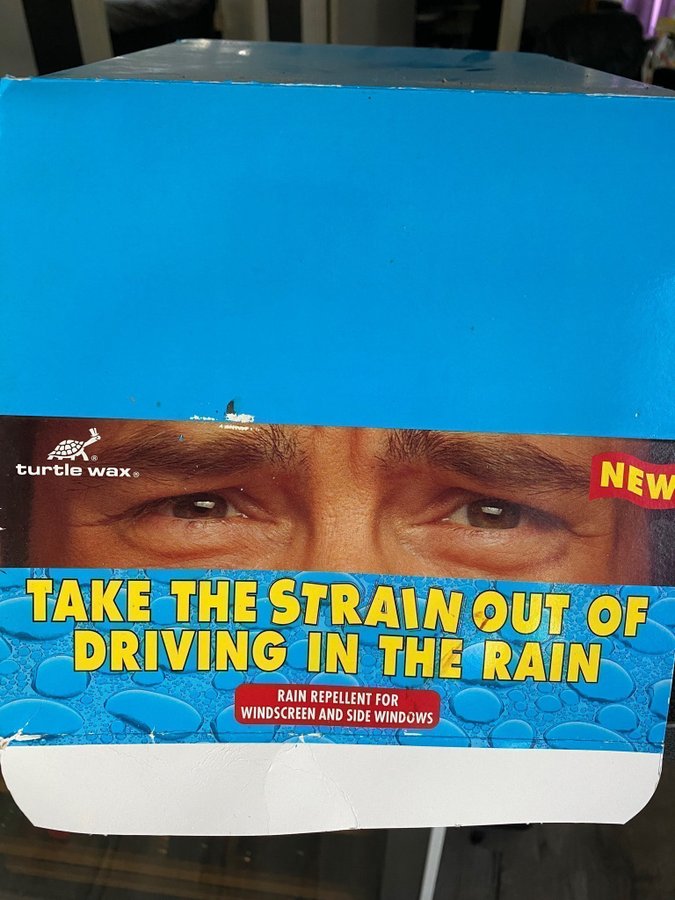 turtle wax®
NEW
TAKE THE STRAIN OUT OF
DRIVING IN THE RAIN
RAIN REPELLENT FOR
WINDSCREEN AND SIDE WINDOWS